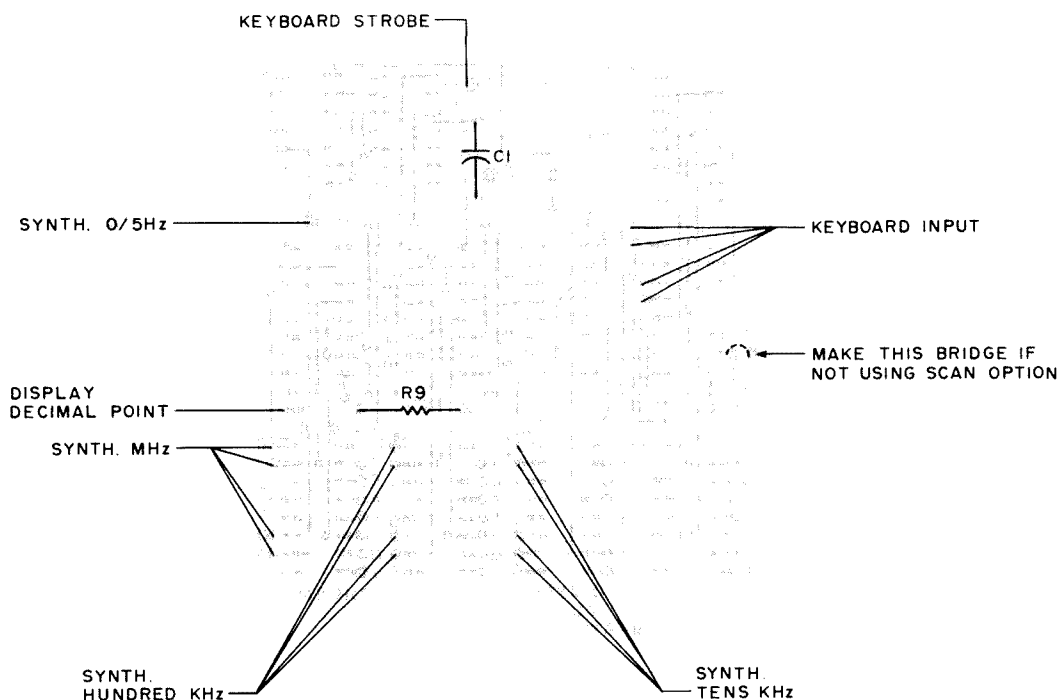 KEYBOARD STROBE
C1
SYNTH. 0/5Hz
KEYBOARD INPUT
MAKE THIS BRIDGE IF
NOT USING SCAN OPTION
DISPLAY
DECIMAL POINT
R9
SYNTH. MHz
SYNTH.
HUNDRED KHz
SYNTH.
TENS KHz